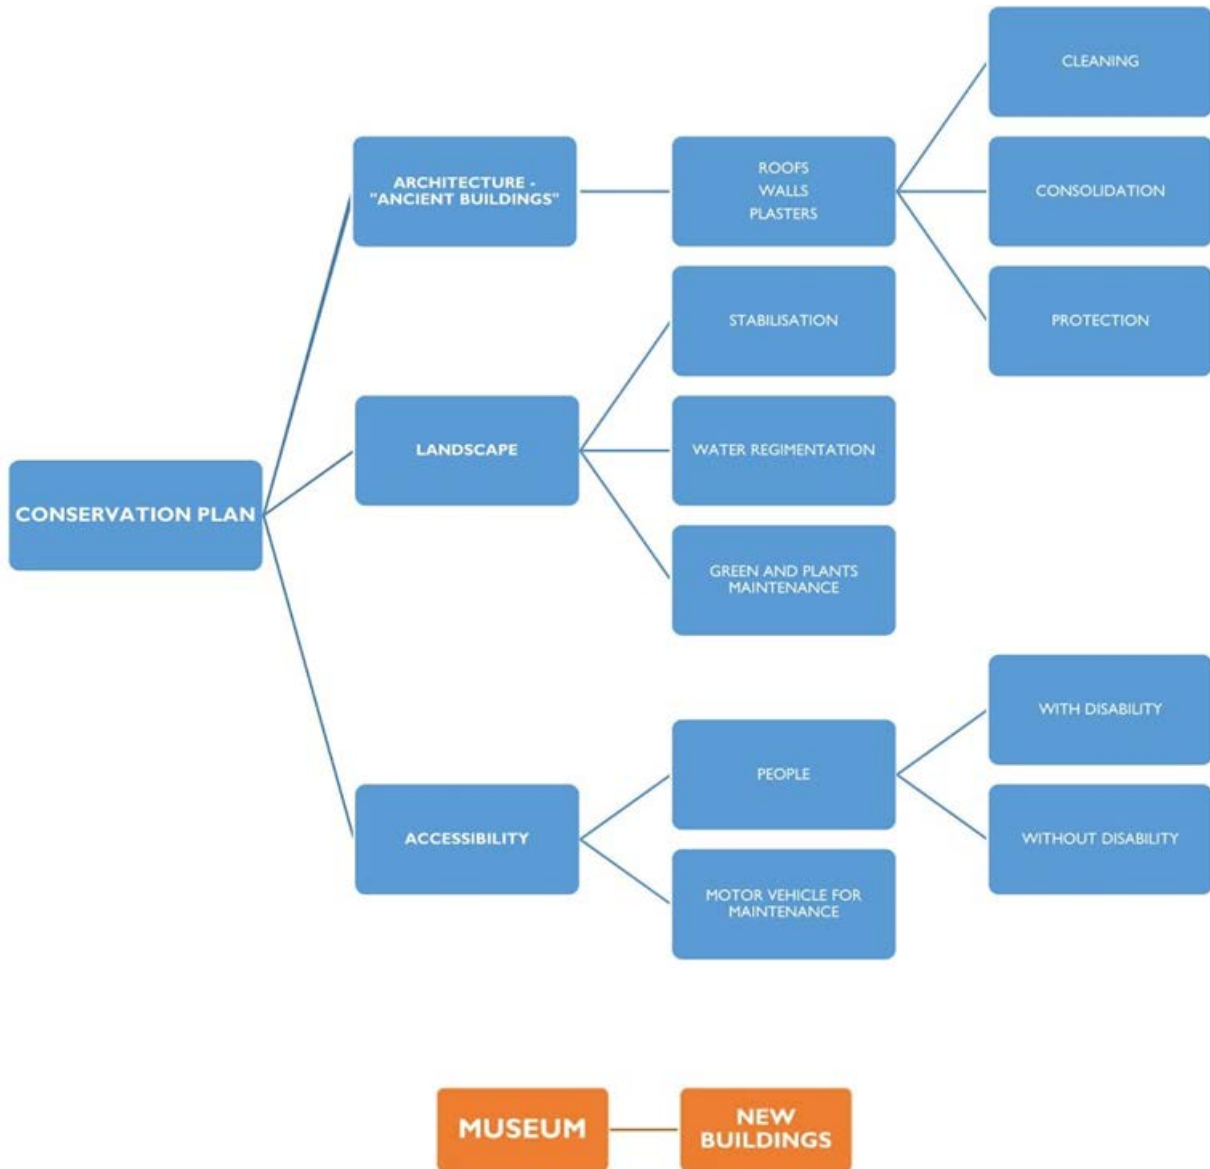 CONSERVATION PLAN
ARCHITECTURE -
"ANCIENT BUILDINGS"
ROOFS
WALLS
PLASTERS
CLEANING
CONSOLIDATION
PROTECTION
LANDSCAPE
STABILISATION
WATER REGIMENTATION
GREEN AND PLANTS
MAINTENANCE
ACCESSIBILITY
PEOPLE
WITH DISABILITY
WITHOUT DISABILITY
MOTOR VEHICLE FOR
MAINTENANCE
MUSEUM
NEW
BUILDINGS